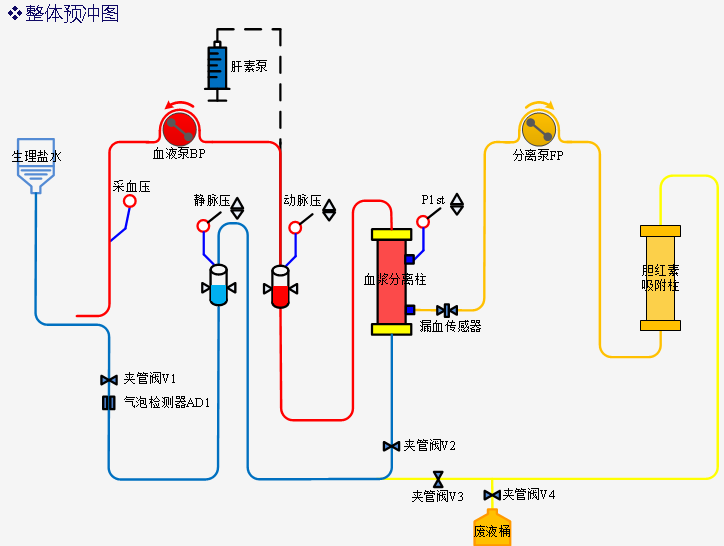 ❖整体预冲图
肝素泵
生理盐水
血液泵BP
分离泵FP
采血压
静脉压
动脉压
P1st
血浆分离柱
胆红素
吸附柱
漏血传感器
夹管阀V1
气泡检测器AD1
夹管阀V2
夹管阀V3
夹管阀V4
废液桶